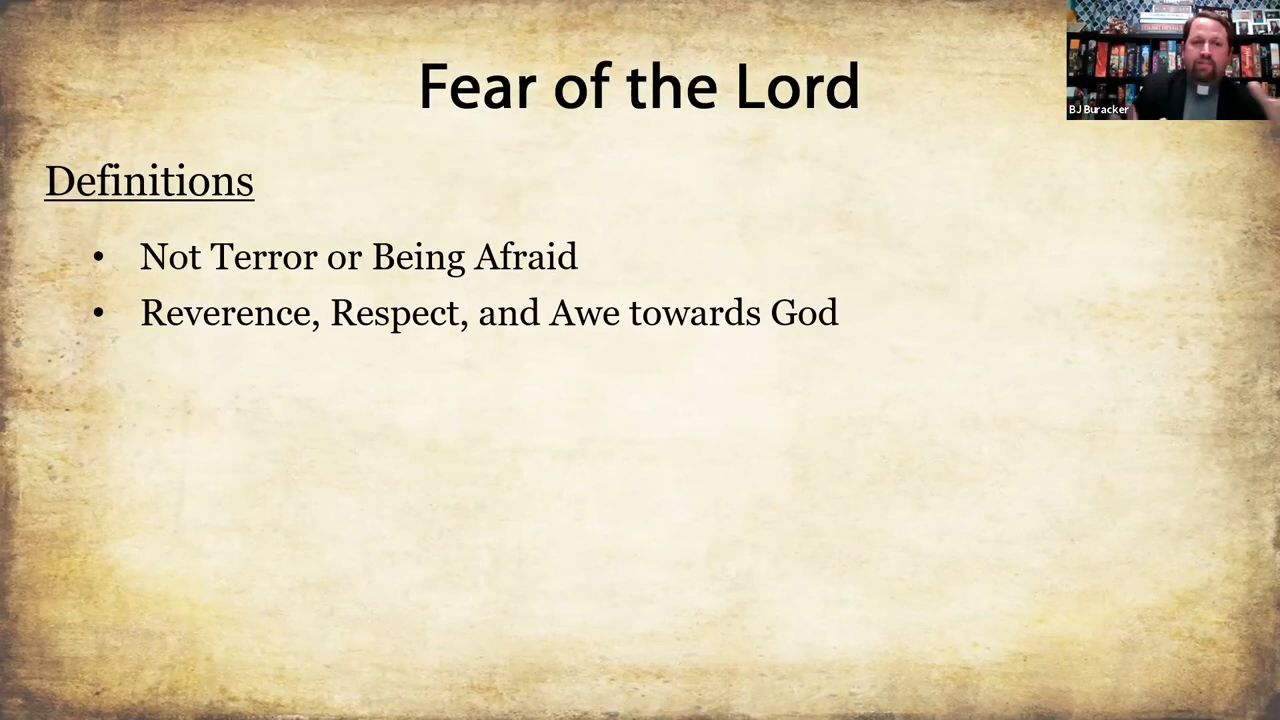 Fear of the Lord
BJ Buracker
Definitions
• Not Terror or Being Afraid
• Reverence, Respect, and Awe towards God